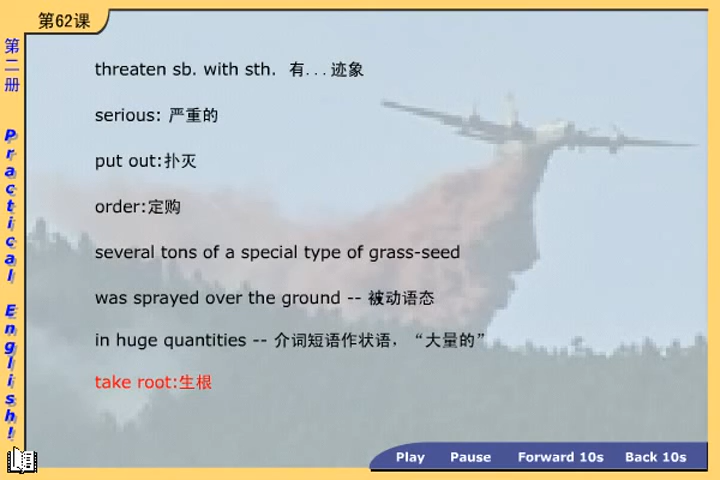 第62课
第二册
Practical English!
threaten sb. with sth. 有...迹象
serious: 严重的
put out:扑灭
order:定购
several tons of a special type of grass-seed
was sprayed over the ground -- 被动语态
in huge quantities -- 介词短语作状语，“大量的”
take root:生根
Play Pause Forward 10s Back 10s